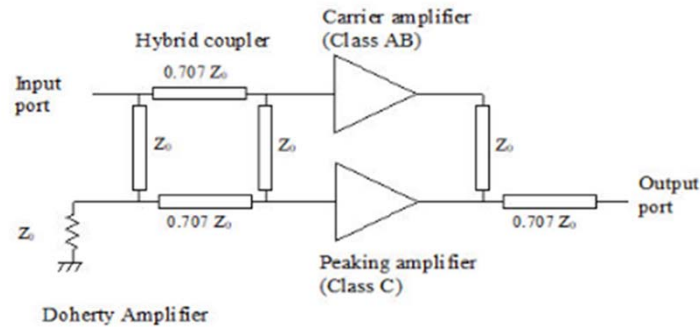 Carrier amplifier
(Class AB)
Hybrid coupler
Input
port
0.707 Z₀
Z₀
Z₀
Z₀
Output
port
Z₀
0.707 Z₀
0.707 Z₀
Peaking amplifier
(Class C)
Doherty Amplifier